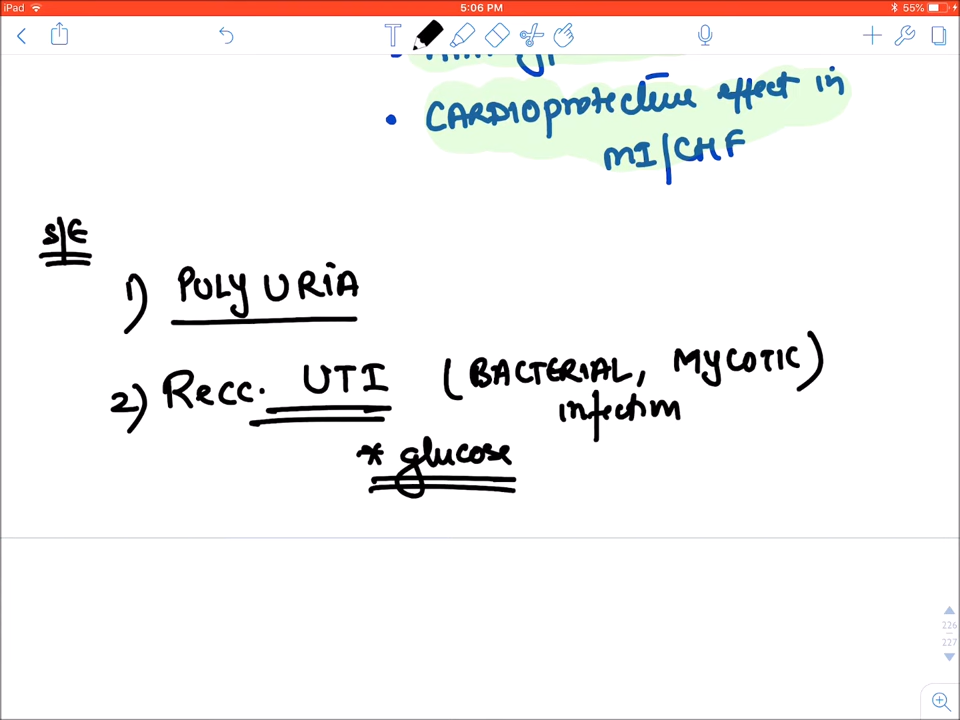 iPad 5:06 PM 55%
T
• CARDIOprotective effect in
MI/CHF
S/E
1) POLYURIA
2) Recc. UTI (BACTERIAL, MYCOTIC)
infection
* glucose
226
227